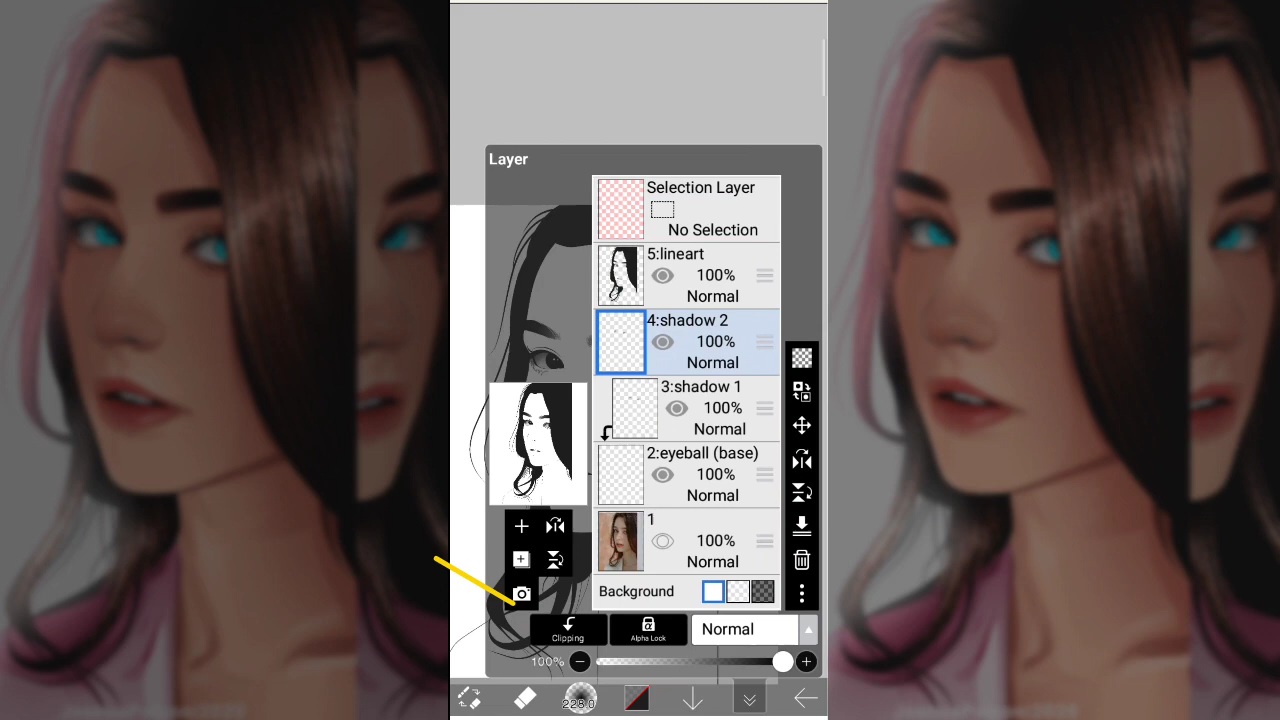 Layer
Selection Layer
No Selection
5:lineart
100%
Normal
4:shadow 2
100%
Normal
3:shadow 1
100%
Normal
2:eyeball (base)
100%
Normal
1
100%
Normal
Background
Clipping
α
Alpha Lock
Normal
100%
228.0